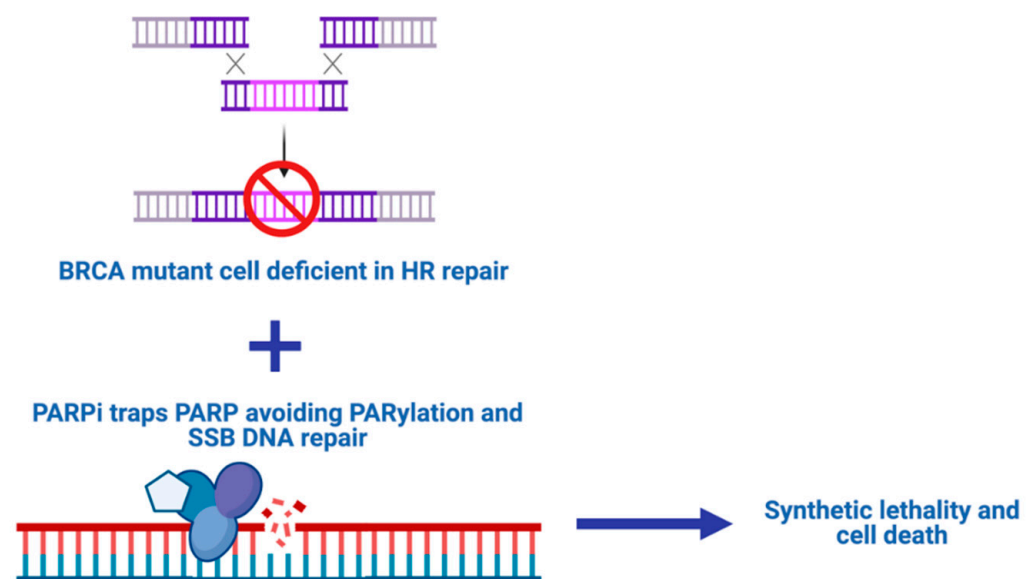 BRCA mutant cell deficient in HR repair
PARPi traps PARP avoiding PARylation and
SSB DNA repair
Synthetic lethality and
cell death